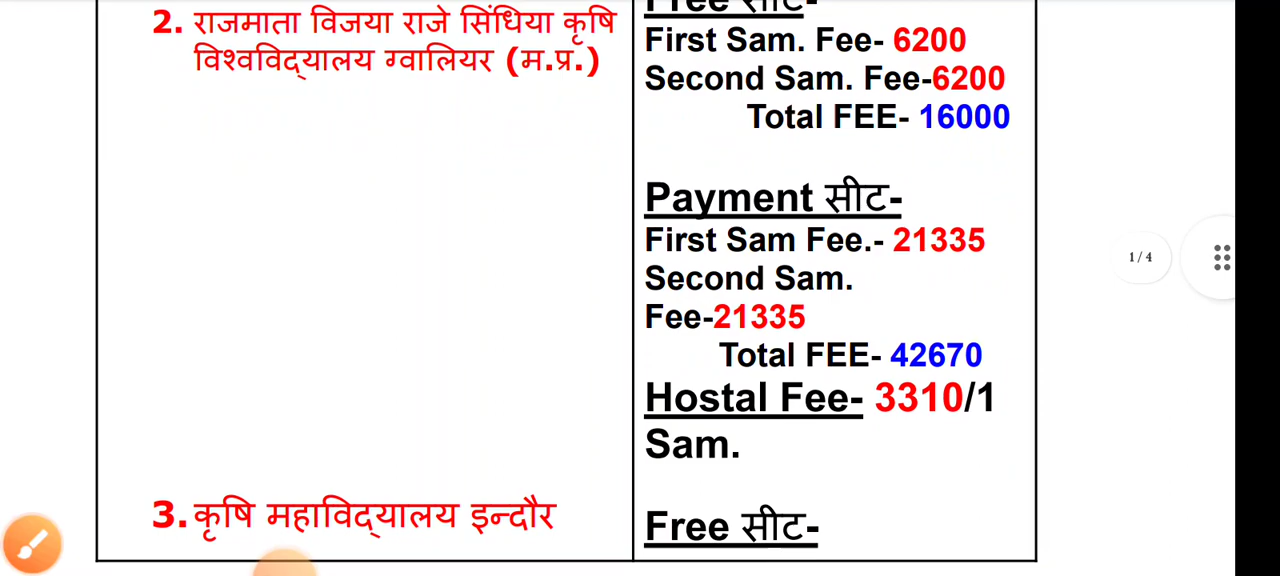 2. राजमाता विजया राजे सिंधिया कृषि
विश्वविद्यालय ग्वालियर (म.प्र.)
Free सीट-
First Sam. Fee- 6200
Second Sam. Fee-6200
Total FEE- 16000
Payment सीट-
First Sam Fee.- 21335
Second Sam.
Fee-21335
Total FEE- 42670
Hostal Fee- 3310/1
Sam.
1/4
3. कृषि महाविद्यालय इन्दौर
Free सीट-